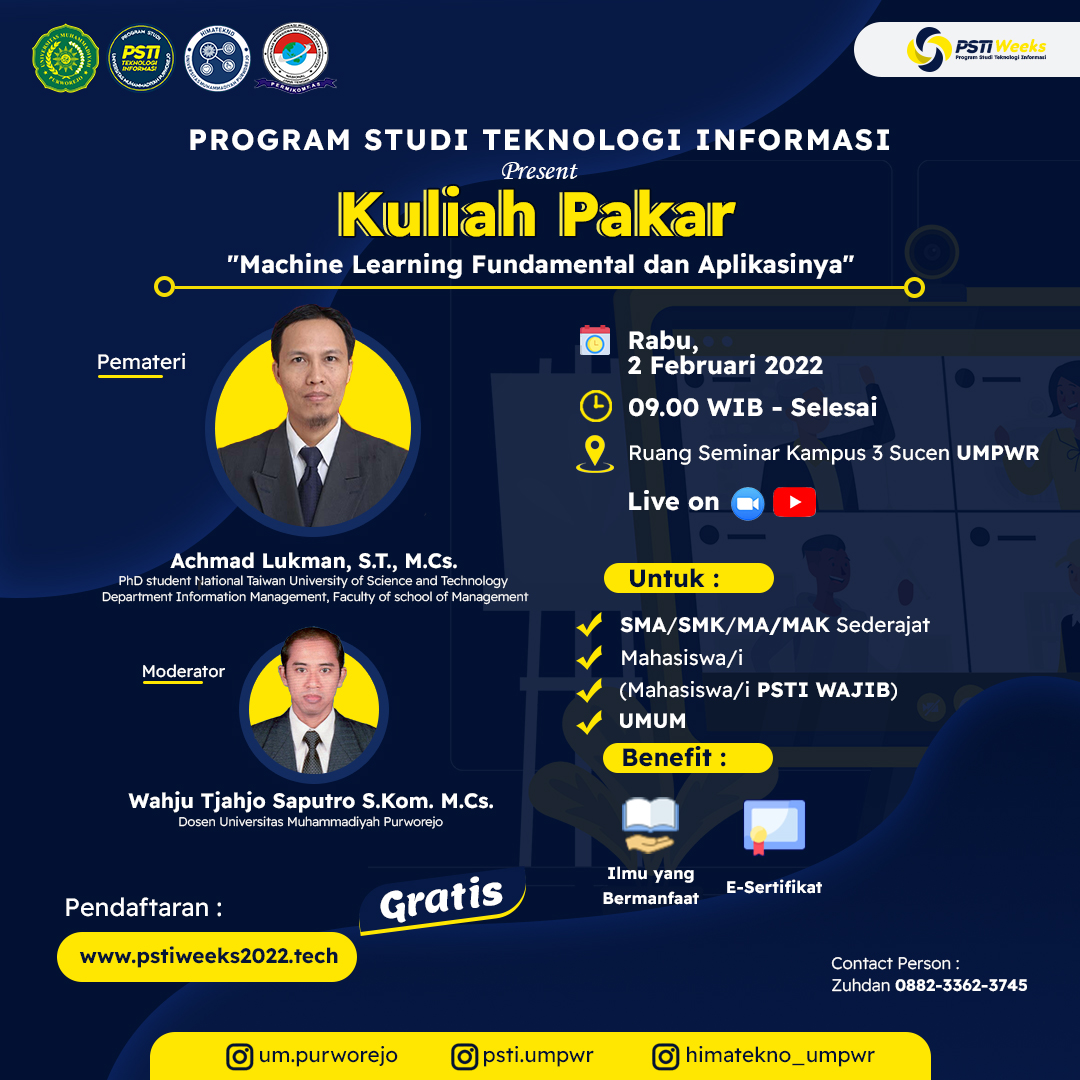 PSTI
TEKNOLOGI
INFORMASI
HIMATEKNO
PERMIKOMNAS
PSTI Weeks
Program Studi Teknologi Informasi
PROGRAM STUDI TEKNOLOGI INFORMASI
Present
Kuliah Pakar
"Machine Learning Fundamental dan Aplikasinya"
Pemateri
Achmad Lukman, S.T., M.Cs.
PhD student National Taiwan University of Science and Technology
Department Information Management, Faculty of school of Management
Moderator
Wahju Tjahjo Saputro S.Kom. M.Cs.
Dosen Universitas Muhammadiyah Purworejo
Rabu,
2 Februari 2022
09.00 WIB - Selesai
Ruang Seminar Kampus 3 Sucen UMPWR
Live on
Untuk :
SMA/SMK/MA/MAK Sederajat
Mahasiswa/i
(Mahasiswa/i PSTI WAJIB)
UMUM
Benefit :
Ilmu yang
Bermanfaat
E-Sertifikat
Gratis
Pendaftaran :
www.pstiweeks2022.tech
Contact Person :
Zuhdan 0882-3362-3745
um.purworejo
psti.umpwr
himatekno_umpwr